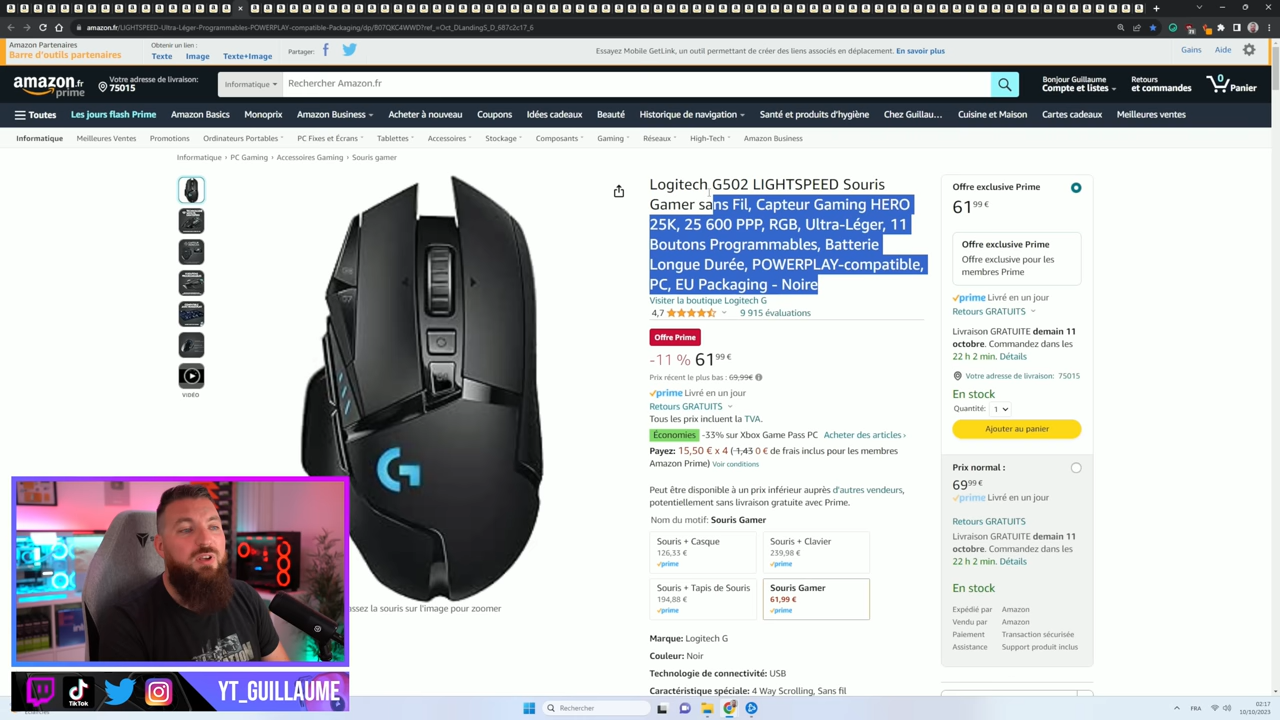 amazon.fr/LIGHTSPEED-Ultra-Léger-Programmables-POWERPLAY-compatible-Packaging/dp/B07QKC4WWD?ref_=Oct_DLandingS_D_687c2c17_6
Amazon Partenaires
Barre d'outils partenaires
Obtenir un lien :
Texte Image Texte+Image
Partager:
Essayez Mobile GetLink, un outil permettant de créer des liens associés en déplacement. En savoir plus
Gains Aide
amazon.fr
prime
Votre adresse de livraison:
75015
Informatique
Rechercher Amazon.fr
Bonjour Guillaume
Compte et listes
Retours
et commandes
0
Panier
Toutes Les jours flash Prime Amazon Basics Monoprix Amazon Business Acheter à nouveau Coupons Idées cadeaux Beauté Historique de navigation Santé et produits d'hygiène Chez Guillau… Cuisine et Maison Cartes cadeaux Meilleures ventes
Informatique Meilleures Ventes Promotions Ordinateurs Portables PC Fixes et Écrans Tablettes Accessoires Stockage Composants Gaming Réseaux High-Tech Amazon Business
Informatique › PC Gaming › Accessoires Gaming › Souris gamer
Logitech G502 LIGHTSPEED Souris
Gamer sans Fil, Capteur Gaming HERO
25K, 25 600 PPP, RGB, Ultra-Léger, 11
Boutons Programmables, Batterie
Longue Durée, POWERPLAY-compatible,
PC, EU Packaging - Noire
Visiter la boutique Logitech G
4,7 9 915 évaluations
Offre Prime
-11 % 61,99 €
Prix récent le plus bas : 69,99€
prime Livré en un jour
Retours GRATUITS
Tous les prix incluent la TVA.
Économies -33% sur Xbox Game Pass PC Acheter des articles ›
Payez: 15,50 € x 4 (1,43 0 € de frais inclus pour les membres
Amazon Prime) Voir conditions
Peut être disponible à un prix inférieur auprès d'autres vendeurs,
potentiellement sans livraison gratuite avec Prime.
Nom du motif: Souris Gamer
Souris + Casque
126,33 €
prime
Souris + Clavier
239,98 €
prime
Souris + Tapis de Souris
194,88 €
prime
Souris Gamer
61,99 €
prime
Marque: Logitech G
Couleur: Noir
Technologie de connectivité: USB
Caractéristique spéciale: 4 Way Scrolling, Sans fil
VIDÉO
G
assez la souris sur l'image pour zoomer
Offre exclusive Prime
61,99 €
Offre exclusive Prime
Offre exclusive pour les
membres Prime
prime Livré en un jour
Retours GRATUITS
Livraison GRATUITE demain 11
octobre. Commandez dans les
22 h 2 min. Détails
Votre adresse de livraison: 75015
En stock
Quantité: 1
Ajouter au panier
Prix normal :
69,99 €
prime Livré en un jour
Retours GRATUITS
Livraison GRATUITE demain 11
octobre. Commandez dans les
22 h 2 min. Détails
En stock
Expédié par Amazon
Vendu par Amazon
Paiement Transaction sécurisée
Assistance Support produit inclus
TikTok
YT_GUILLAUME
Éclaircies
Rechercher
FRA
02:17
10/10/2023